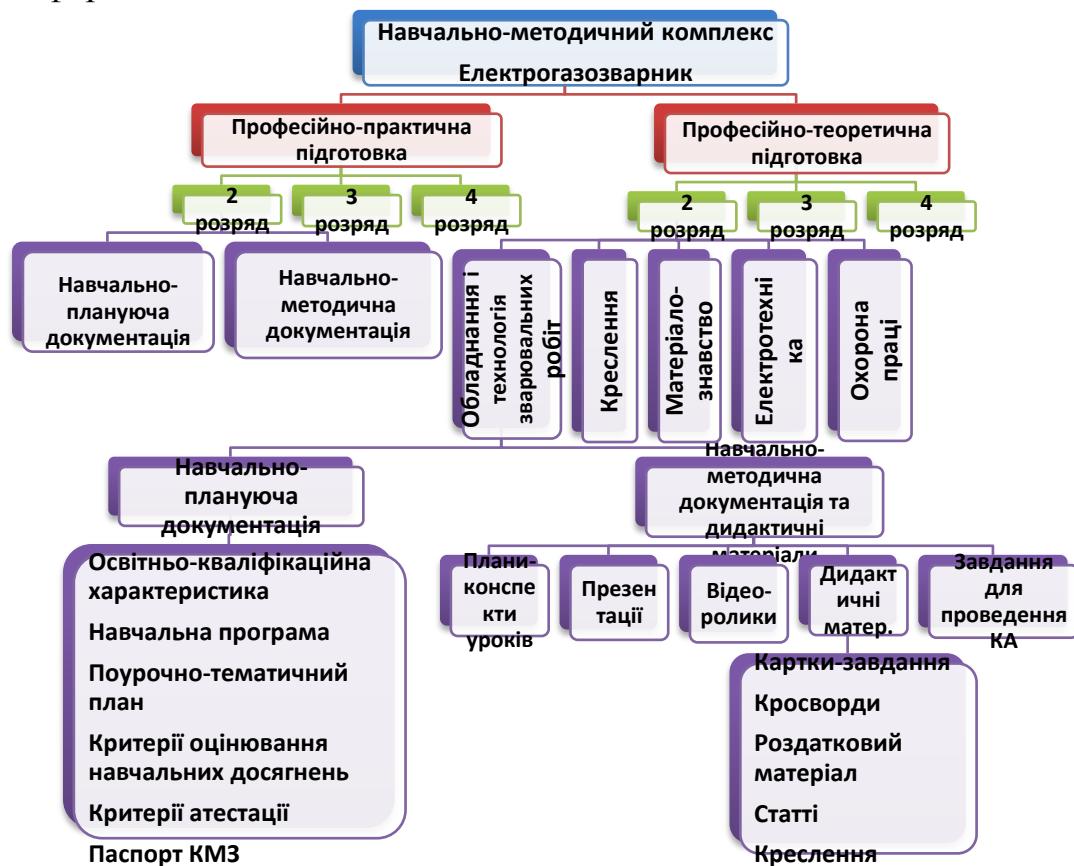 Навчально-методичний комплекс
Електрогазозварник
Професійно-практична
підготовка
Професійно-теоретична
підготовка
2
розряд
3
розряд
4
розряд
2
розряд
3
розряд
4
розряд
Навчально-
плануюча
документація
Навчально-
методична
документація
Обладнання і
технологія
зварювальних
робіт
Креслення
Матеріало-
знавство
Електротехні
ка
Охорона
праці
Навчально-
плануюча
документація
Навчально-
методична
документація та
дидактичні
матеріали
Освітньо-кваліфікаційна
характеристика
Навчальна програма
Поурочно-тематичний
план
Критерії оцінювання
навчальних досягнень
Критерії атестації
Паспорт КМЗ
Плани-
конспе
кти
уроків
Презен
тації
Відео-
ролики
Дидакт
ичні
матер.
Завдання
для
проведення
КА
Картки-завдання
Кросворди
Роздатковий
матеріал
Статті
Креслення